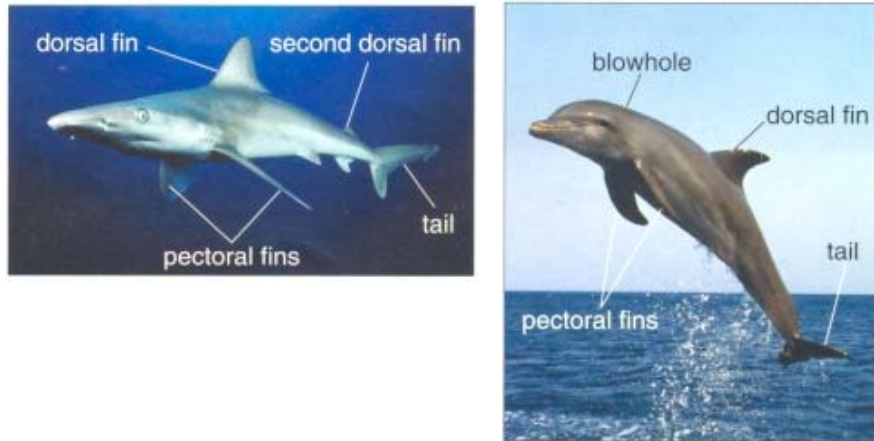 dorsal fin
second dorsal fin
pectoral fins
tail
blowhole
dorsal fin
pectoral fins
tail